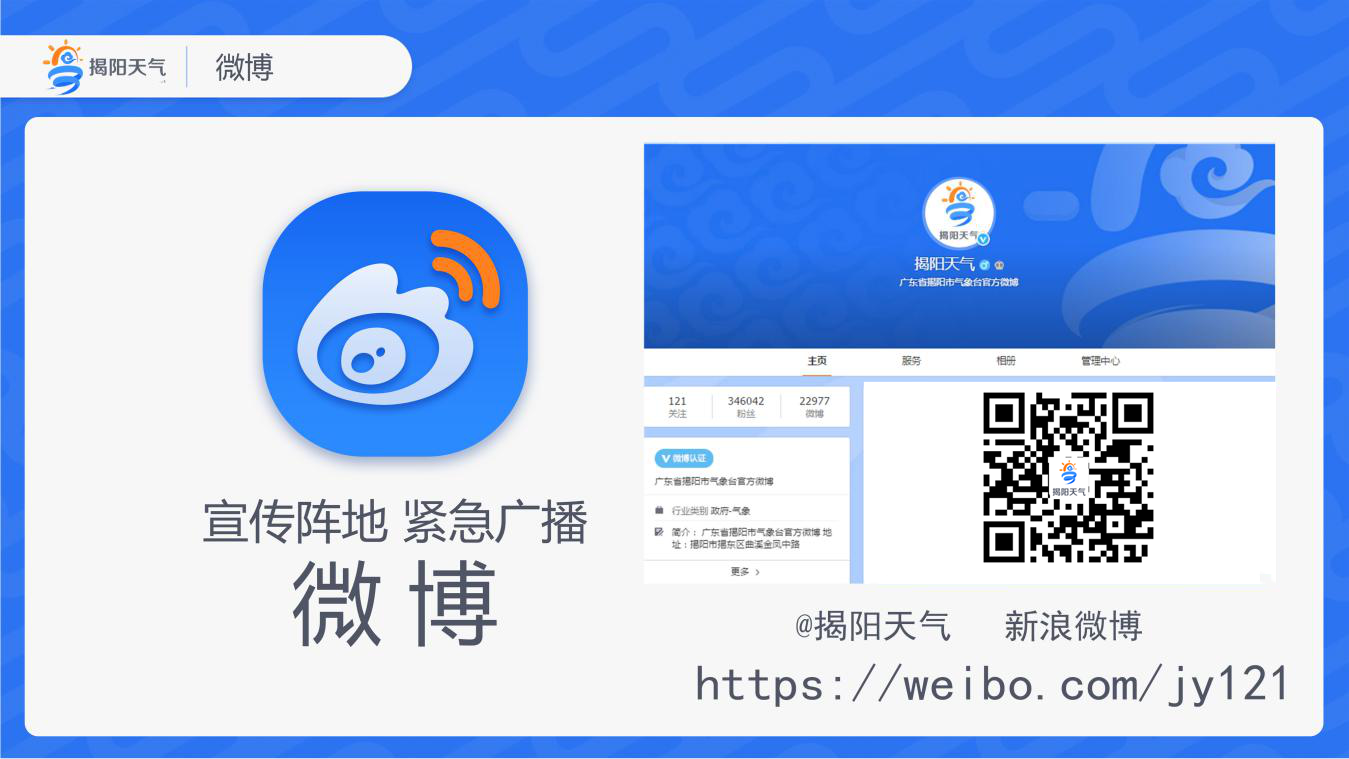 揭阳天气 微博
揭阳天气
揭阳天气
广东省揭阳市气象台官方微博
主页 服务 相册 管理中心
121 346042 22977
关注 粉丝 微博
V 微博认证
广东省揭阳市气象台官方微博
行业类别 政府-气象
简介： 广东省揭阳市气象台官方微博 地
址：揭阳市揭东区曲溪金凤中路
更多 >
揭阳天气
宣传阵地 紧急广播
微博
@揭阳天气 新浪微博
https://weibo.com/jy121